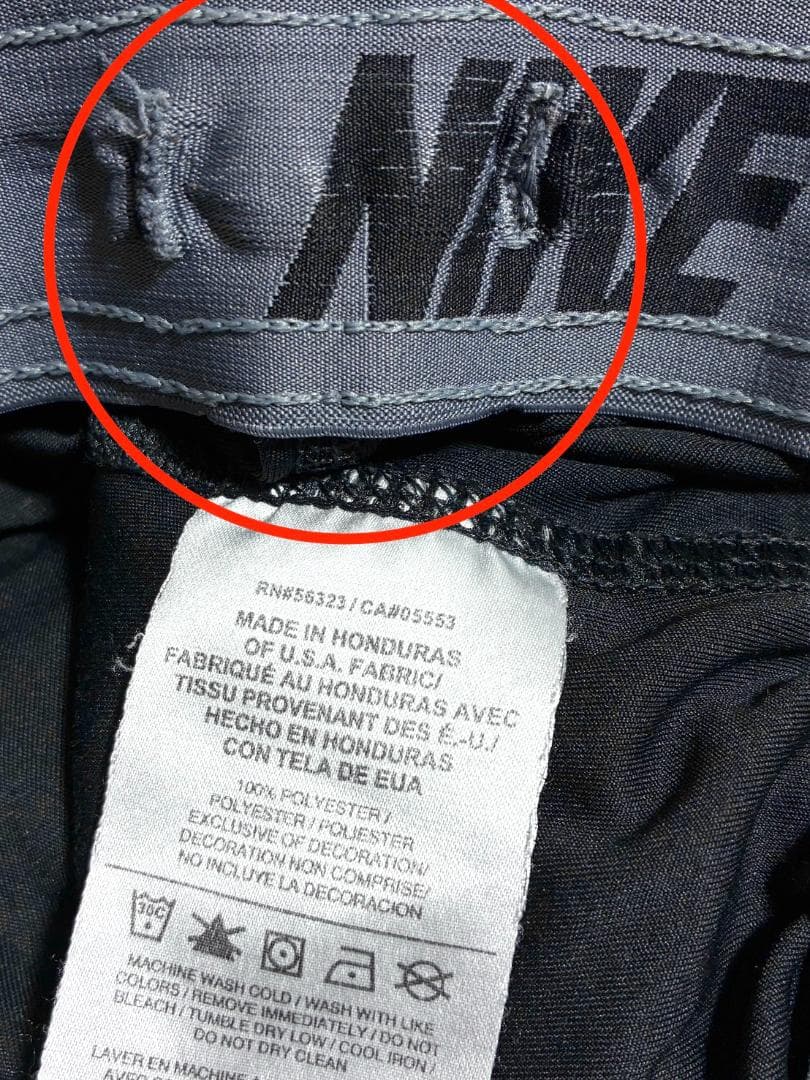 NIKE
RN#56323 / CA#05553
MADE IN HONDURAS
OF U.S.A. FABRIC/
FABRIQUÉ AU HONDURAS AVEC
TISSU PROVENANT DES É.-U./
HECHO EN HONDURAS
CON TELA DE EUA
100% POLYESTER /
POLYESTER / POLIESTER
EXCLUSIVE OF DECORATION/
DECORATION NON COMPRISE/
NO INCLUYE LA DECORACION
30C
MACHINE WASH COLD / WASH WITH LIKE
COLORS / REMOVE IMMEDIATELY / DO NOT
BLEACH / TUMBLE DRY LOW / COOL IRON /
DO NOT DRY CLEAN
LAVER EN MACHINE
AVEC